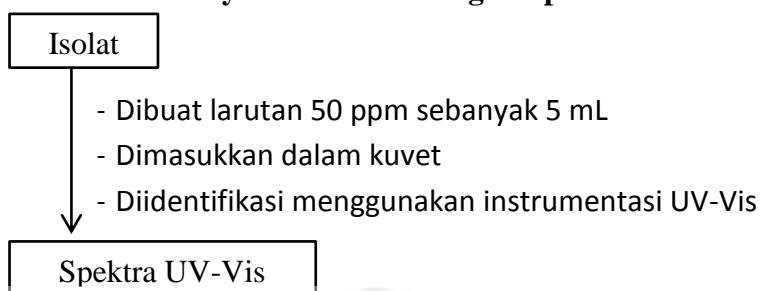 Isolat
- Dibuat larutan 50 ppm sebanyak 5 mL
- Dimasukkan dalam kuvet
- Diidentifikasi menggunakan instrumentasi UV-Vis
Spektra UV-Vis